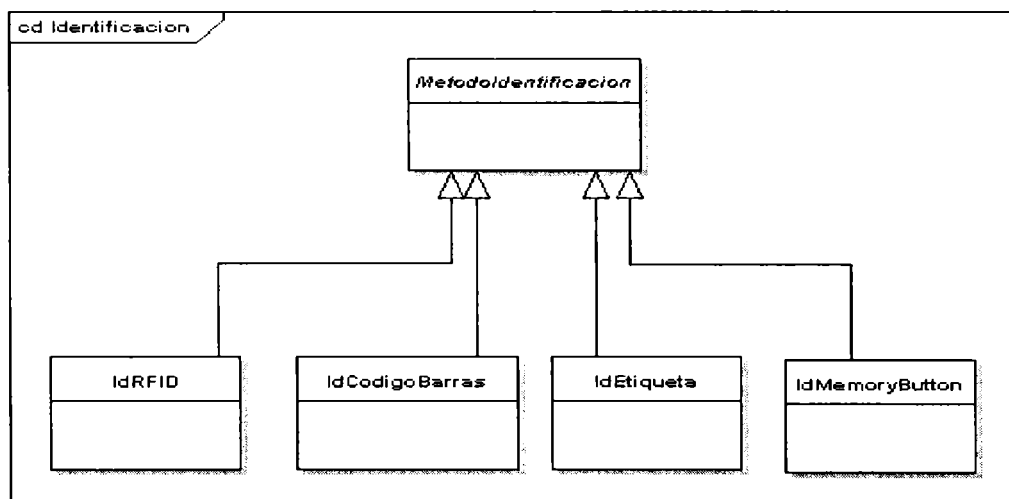 cd Identificacion
MetodoIdentificacion
IdRFID
IdCodigoBarras
IdEtiqueta
IdMemoryButton